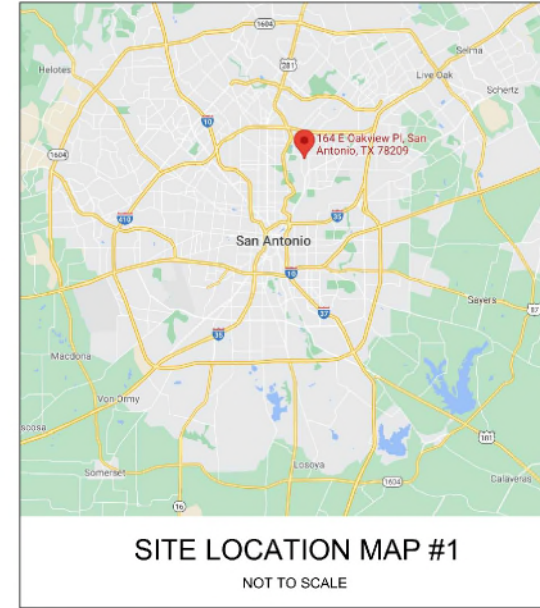 1604
Selma
281
Helotes
Live Oak
Schertz
10
164 E Oakview Pl, San
Antonio, TX 78209
1604
410
35
San Antonio
10
Sayers
87
37
35
Macdona
Von Ormy
scosa
181
Somerset
Losoya
1604
Calaveras
16
SITE LOCATION MAP #1
NOT TO SCALE